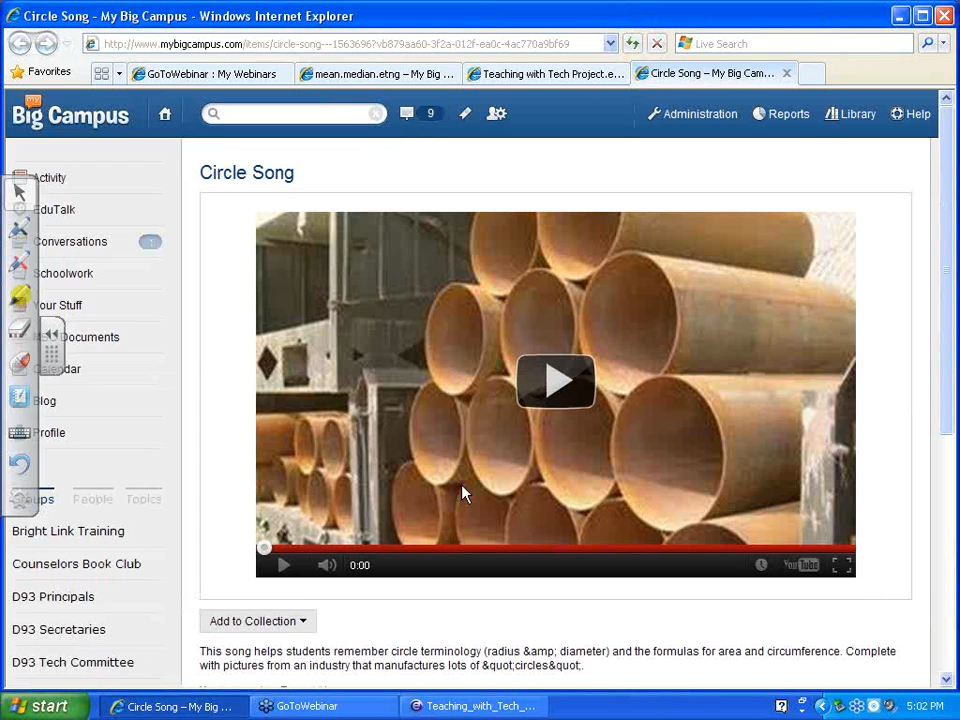 Circle Song – My Big Campus - Windows Internet Explorer
http://www.mybigcampus.com/items/circle-song---1563696?vb879aa60-3f2a-012f-ea0c-4ac770a9bf69
Live Search
Favorites
GoToWebinar : My Webinars
mean.median.etng – My Big ...
Teaching with Tech Project.e...
Circle Song – My Big Cam...
my
Big Campus
9
Administration
Reports
Library
Help
Activity
EduTalk
Conversations
Schoolwork
Your Stuff
Documents
Calendar
Blog
Profile
Groups
People
Topics
Bright Link Training
Counselors Book Club
D93 Principals
D93 Secretaries
D93 Tech Committee
Circle Song
0:00
YouTube
Add to Collection
This song helps students remember circle terminology (radius &amp; diameter) and the formulas for area and circumference. Complete
with pictures from an industry that manufactures lots of &quot;circles&quot;.
start
Circle Song – My Big ...
GoToWebinar
Teaching_with_Tech_...
5:02 PM